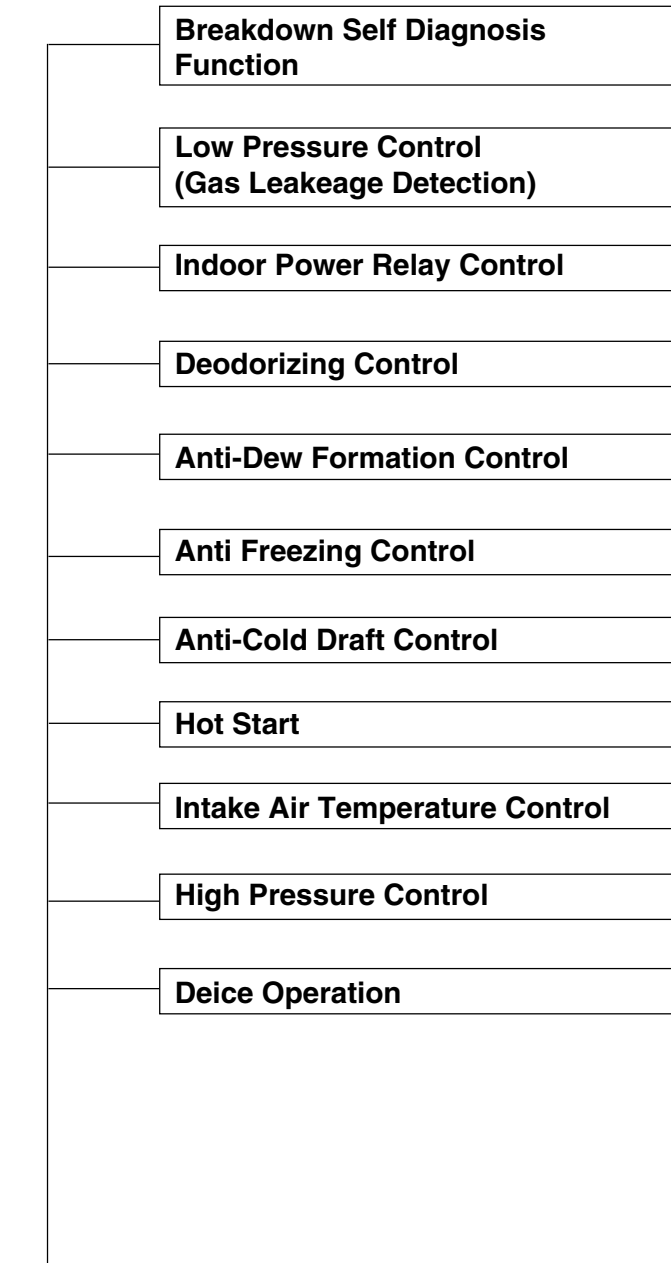 Breakdown Self Diagnosis
Function
Low Pressure Control
(Gas Leakeage Detection)
Indoor Power Relay Control
Deodorizing Control
Anti-Dew Formation Control
Anti Freezing Control
Anti-Cold Draft Control
Hot Start
Intake Air Temperature Control
High Pressure Control
Deice Operation